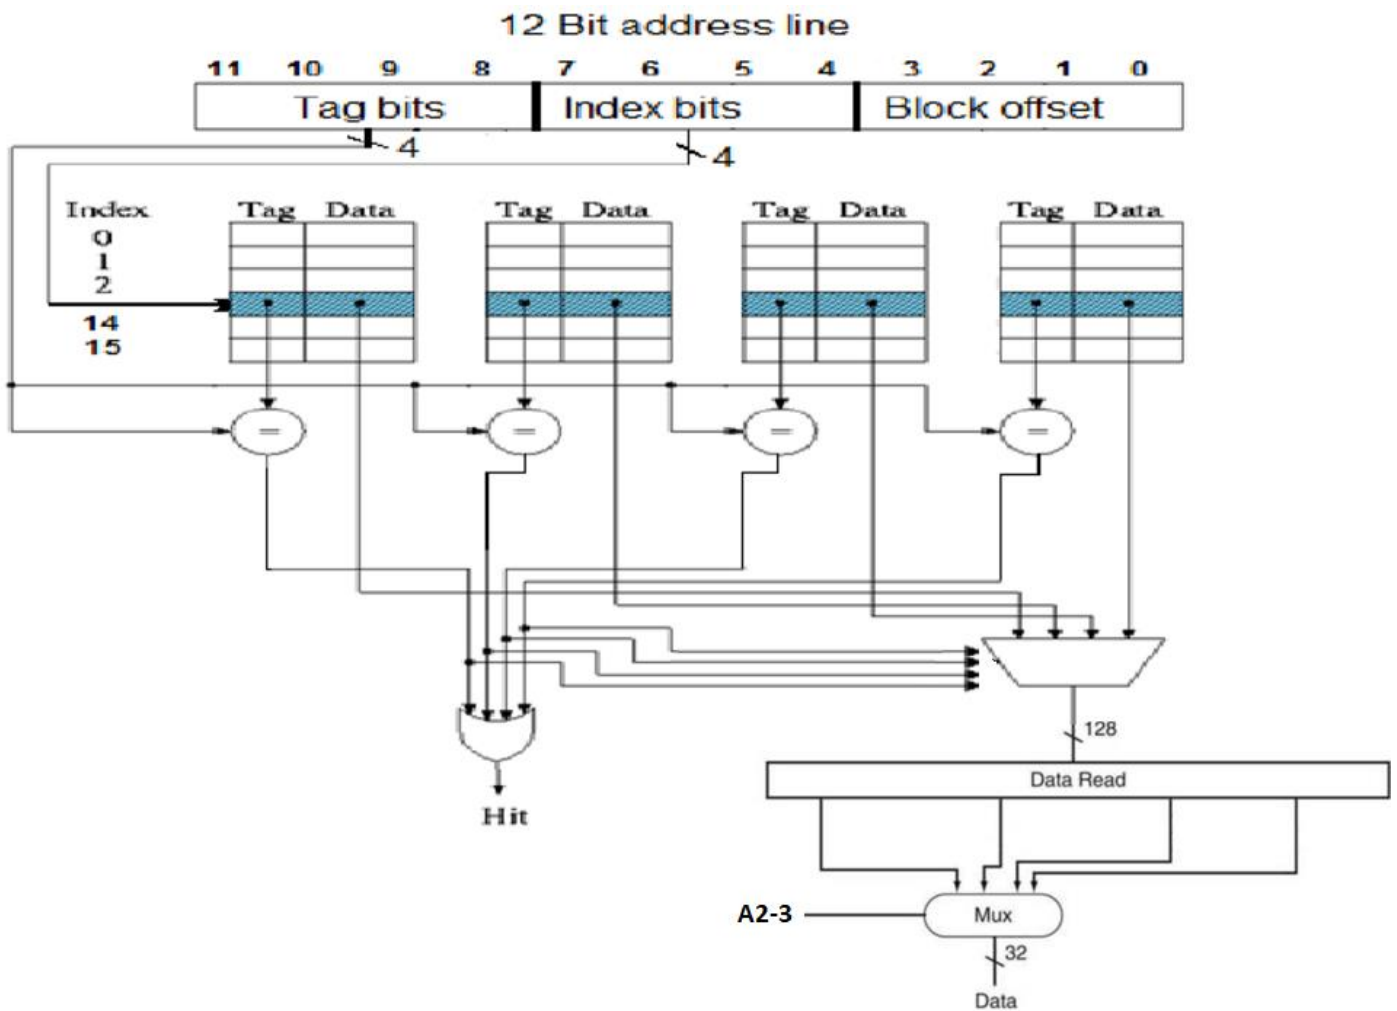 12 Bit address line
11 10 9 8 7 6 5 4 3 2 1 0
Tag bits Index bits Block offset
4
4
Index Tag Data Tag Data Tag Data Tag Data
0
1
2
14
15
= = = =
128
Data Read
Hit
A2-3 Mux
32
Data